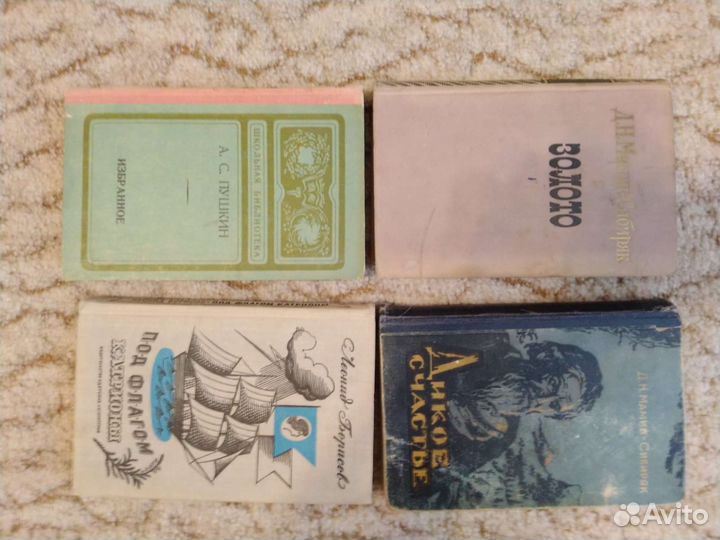 ШКОЛЬНАЯ БИБЛИОТЕКА
А. С. ПУШКИН
ИЗБРАННОЕ
Д.Н.Мамин-Сибиряк
ЗОЛОТО
Леонид Борисов
ПОД ФЛАГОМ
КАТРИОНЫ
Д.Н.МАМИН-СИБИРЯК
ДИКОЕ
СЧАСТЬЕ
Avito